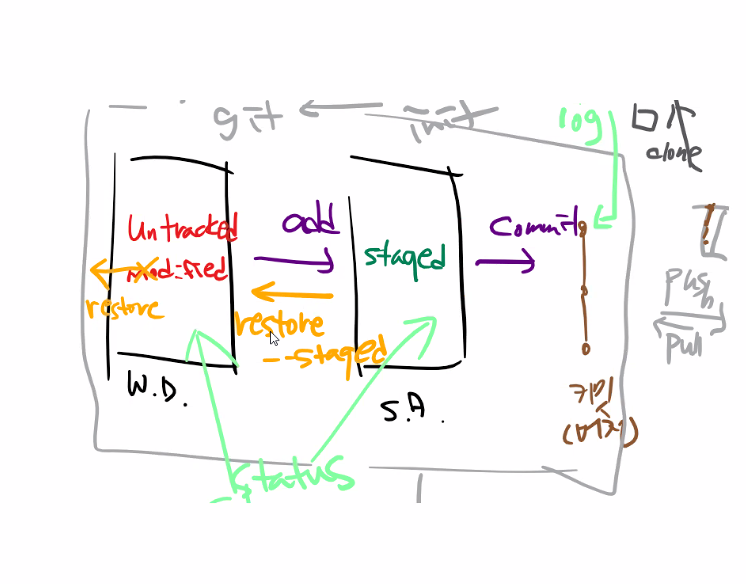 git init
log
clone
Untracked
modified
add
staged
Commit
restore
restore
--staged
push
pull
W.D.
S.A.
커밋
(버전)
status